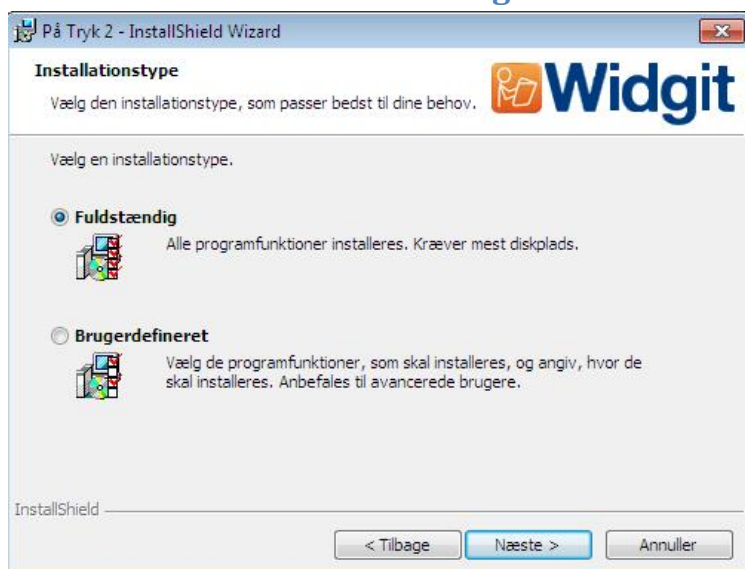 På Tryk 2 - InstallShield Wizard
Installationstype
Vælg den installationstype, som passer bedst til dine behov.
Widgit
Vælg en installationstype.
Fuldstændig
Alle programfunktioner installeres. Kræver mest diskplads.
Brugerdefineret
Vælg de programfunktioner, som skal installeres, og angiv, hvor de
skal installeres. Anbefales til avancerede brugere.
InstallShield
< Tilbage
Næste >
Annuller